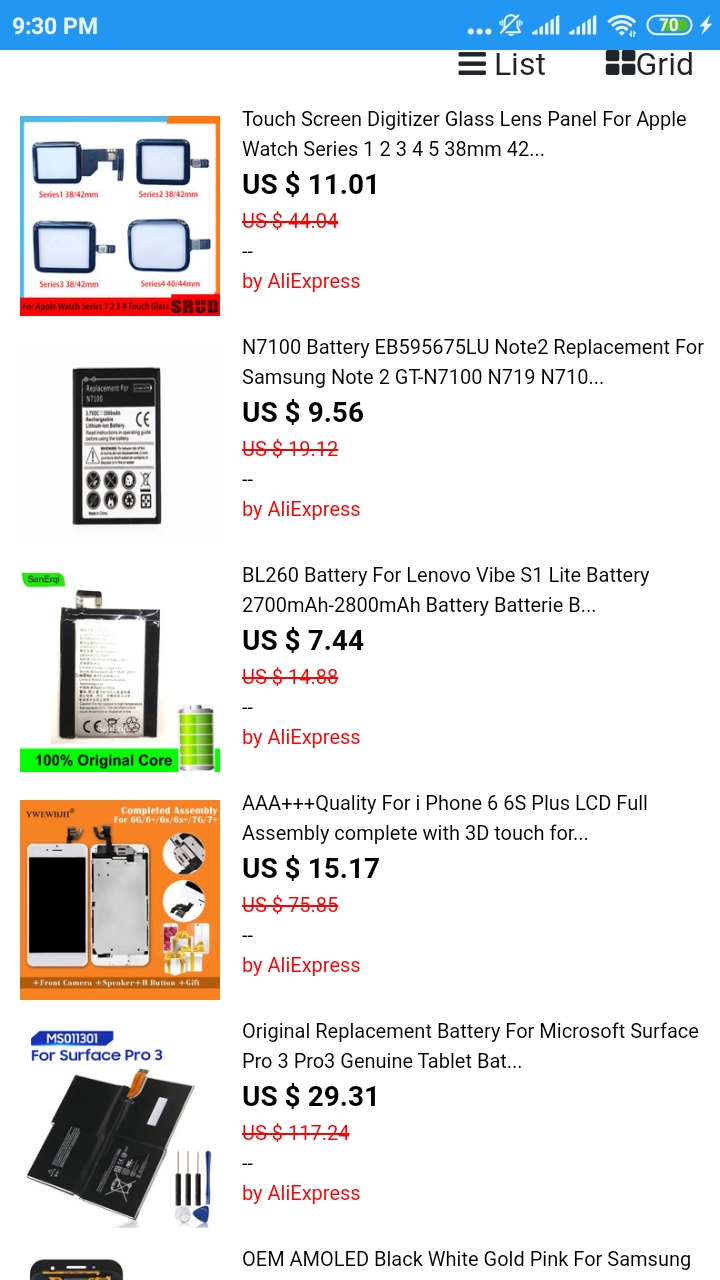 9:30 PM
70
List
Grid
Series1 38/42mm
Series2 38/42mm
Series3 38/42mm
Series4 40/44mm
For Apple Watch Series 1 2 3 4 Touch Glass SRUD
Touch Screen Digitizer Glass Lens Panel For Apple
Watch Series 1 2 3 4 5 38mm 42...
US $ 11.01
US $ 44.04
--
by AliExpress
Replacement For
N7100
Rechargeable
Lithium-ion Battery
CE
N7100 Battery EB595675LU Note2 Replacement For
Samsung Note 2 GT-N7100 N719 N710...
US $ 9.56
US $ 19.12
--
by AliExpress
SanErqi
CE
100% Original Core
BL260 Battery For Lenovo Vibe S1 Lite Battery
2700mAh-2800mAh Battery Batterie B...
US $ 7.44
US $ 14.88
--
by AliExpress
YWEWBJH®
Completed Assembly
For 6G/6+/6s/6s+/7G/7+
+Front Camera +Speaker+H Button +Gift
AAA+++Quality For i Phone 6 6S Plus LCD Full
Assembly complete with 3D touch for...
US $ 15.17
US $ 75.85
--
by AliExpress
MS011301
For Surface Pro 3
Original Replacement Battery For Microsoft Surface
Pro 3 Pro3 Genuine Tablet Bat...
US $ 29.31
US $ 117.24
--
by AliExpress
OEM AMOLED Black White Gold Pink For Samsung